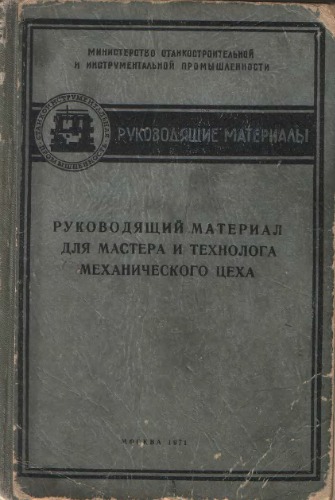 МИНИСТЕРСТВО СТАНКОСТРОИТЕЛЬНОЙ
И ИНСТРУМЕНТАЛЬНОЙ ПРОМЫШЛЕННОСТИ
РУКОВОДЯЩИЕ МАТЕРИАЛЫ
РУКОВОДЯЩИЙ МАТЕРИАЛ
ДЛЯ МАСТЕРА И ТЕХНОЛОГА
МЕХАНИЧЕСКОГО ЦЕХА
МОСКВА 1971